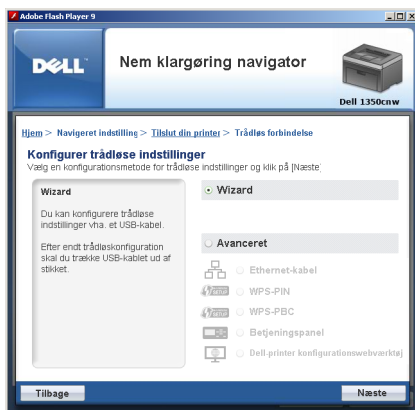 Adobe Flash Player 9
DELL
Nem klargøring navigator
Dell 1350cnw
Hjem > Navigeret indstilling > Tilslut din printer > Trådløs forbindelse
Konfigurer trådløse indstillinger
Vælg en konfigurationsmetode for trådløse indstillinger og klik på [Næste]
Wizard
Du kan konfigurere trådløse
indstillinger vha. et USB-kabel.
Efter endt trådløskonfiguration
skal du trække USB-kablet ud af
stikket.
Wizard
Avanceret
Ethernet-kabel
WPS-PIN
WPS-PBC
Betjeningspanel
Dell-printer konfigurationswebværktøj
Tilbage
Næste